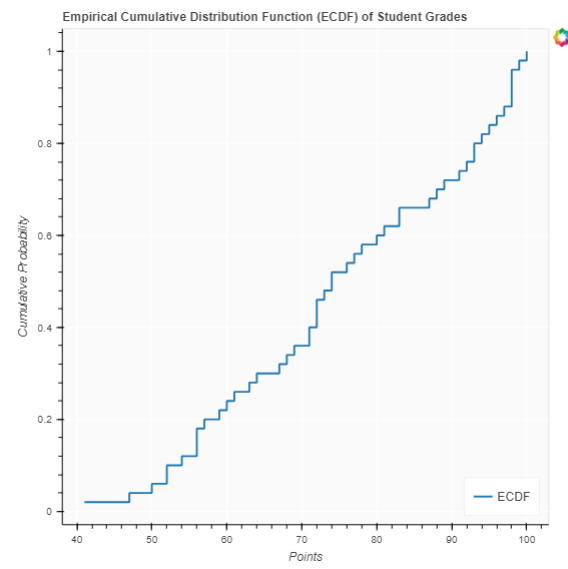 Empirical Cumulative Distribution Function (ECDF) of Student Grades
1
0.8
0.6
0.4
0.2
0
Cumulative Probability
40 50 60 70 80 90 100
Points
ECDF